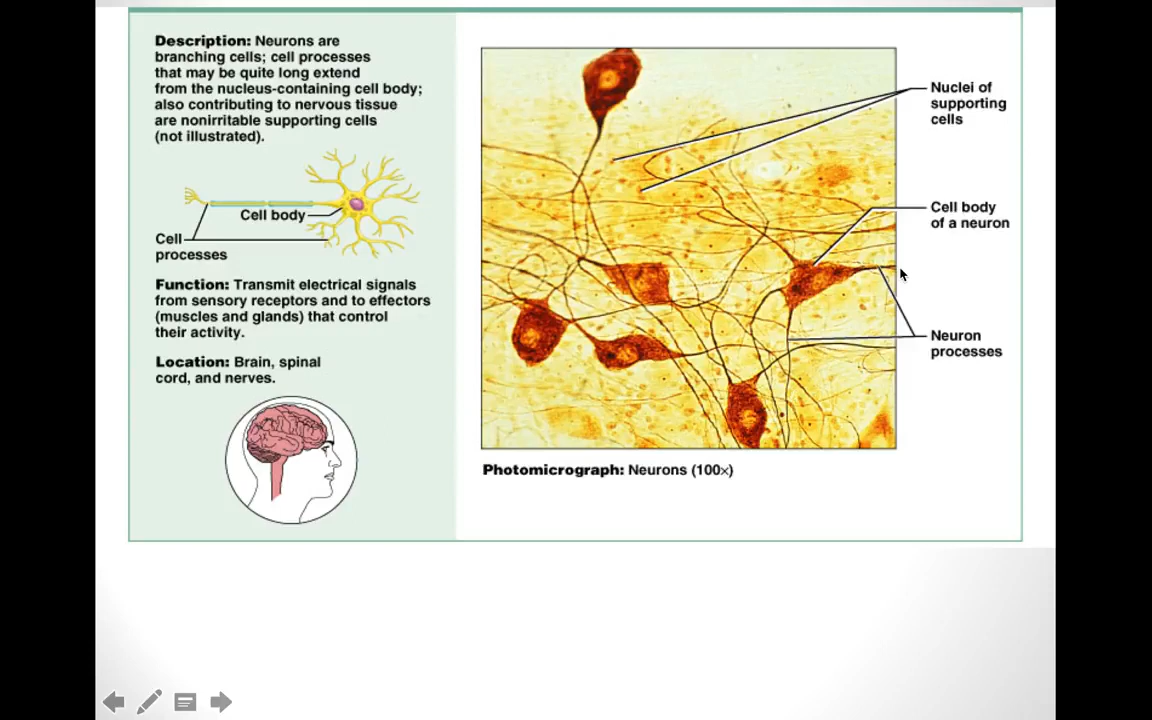 Description: Neurons are
branching cells; cell processes
that may be quite long extend
from the nucleus-containing cell body;
also contributing to nervous tissue
are nonirritable supporting cells
(not illustrated).
Cell body
Cell
processes
Function: Transmit electrical signals
from sensory receptors and to effectors
(muscles and glands) that control
their activity.
Location: Brain, spinal
cord, and nerves.
Nuclei of
supporting
cells
Cell body
of a neuron
Neuron
processes
Photomicrograph: Neurons (100×)